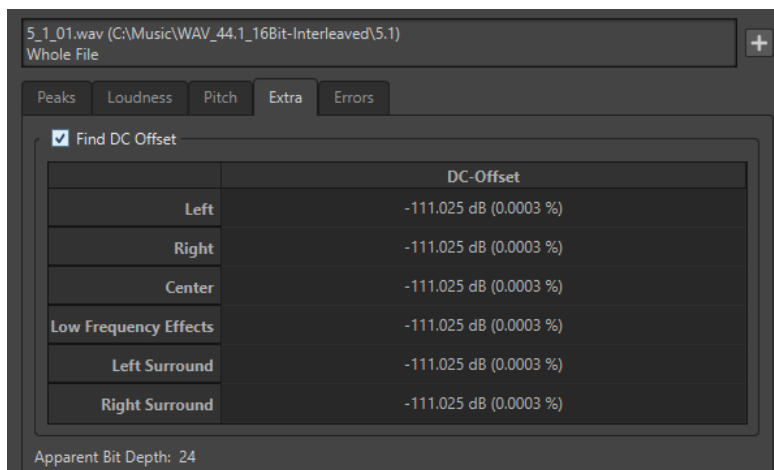 5_1_01.wav (C:\Music\WAV_44.1_16Bit-Interleaved\5.1)
Whole File
Peaks Loudness Pitch Extra Errors
Find DC Offset
DC-Offset
Left -111.025 dB (0.0003 %)
Right -111.025 dB (0.0003 %)
Center -111.025 dB (0.0003 %)
Low Frequency Effects -111.025 dB (0.0003 %)
Left Surround -111.025 dB (0.0003 %)
Right Surround -111.025 dB (0.0003 %)
Apparent Bit Depth: 24